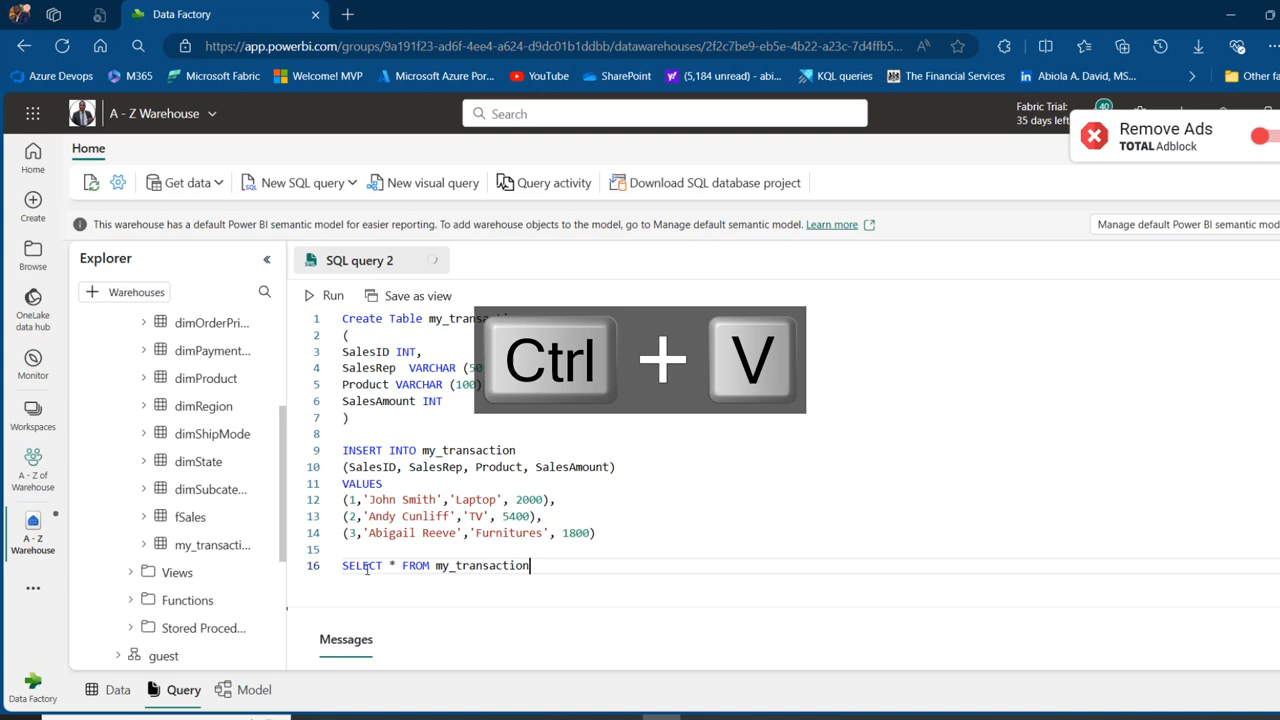 Data Factory
https://app.powerbi.com/groups/9a191f23-ad6f-4ee4-a624-d9dc01b1ddbb/datawarehouses/2f2c7be9-eb5e-4b22-a23c-7d4ffb5...
Azure Devops
M365
Microsoft Fabric
Welcome! MVP
Microsoft Azure Por...
YouTube
SharePoint
(5,184 unread) - abi...
KQL queries
The Financial Services
Abiola A. David, MS...
Other fa
A - Z Warehouse
Search
Fabric Trial:
35 days left
40
Remove Ads
TOTAL Adblock
Home
Get data
New SQL query
New visual query
Query activity
Download SQL database project
This warehouse has a default Power BI semantic model for easier reporting. To add warehouse objects to the model, go to Manage default semantic model. Learn more
Manage default Power BI semantic mod
Home
Create
Browse
OneLake
data hub
Monitor
Workspaces
A - Z of
Warehouse
A - Z
Warehouse
Data Factory
Explorer
Warehouses
dimOrderPri...
dimPayment...
dimProduct
dimRegion
dimShipMode
dimState
dimSubcate...
fSales
my_transacti...
Views
Functions
Stored Proced...
guest
SQL query 2
Run
Save as view
1 Create Table my_transac
2 (
3 SalesID INT,
4 SalesRep VARCHAR (50
5 Product VARCHAR (100)
6 SalesAmount INT
7 )
8
9 INSERT INTO my_transaction
10 (SalesID, SalesRep, Product, SalesAmount)
11 VALUES
12 (1,'John Smith','Laptop', 2000),
13 (2,'Andy Cunliff','TV', 5400),
14 (3,'Abigail Reeve','Furnitures', 1800)
15
16 SELECT * FROM my_transaction
Ctrl + V
Messages
Data
Query
Model